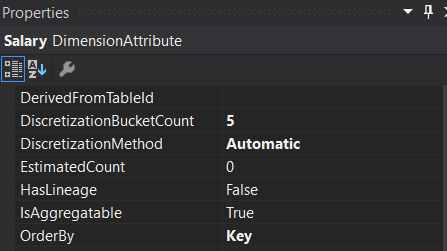 Properties
Salary DimensionAttribute
DerivedFromTableId
DiscretizationBucketCount 5
DiscretizationMethod Automatic
EstimatedCount 0
HasLineage False
IsAggregatable True
OrderBy Key